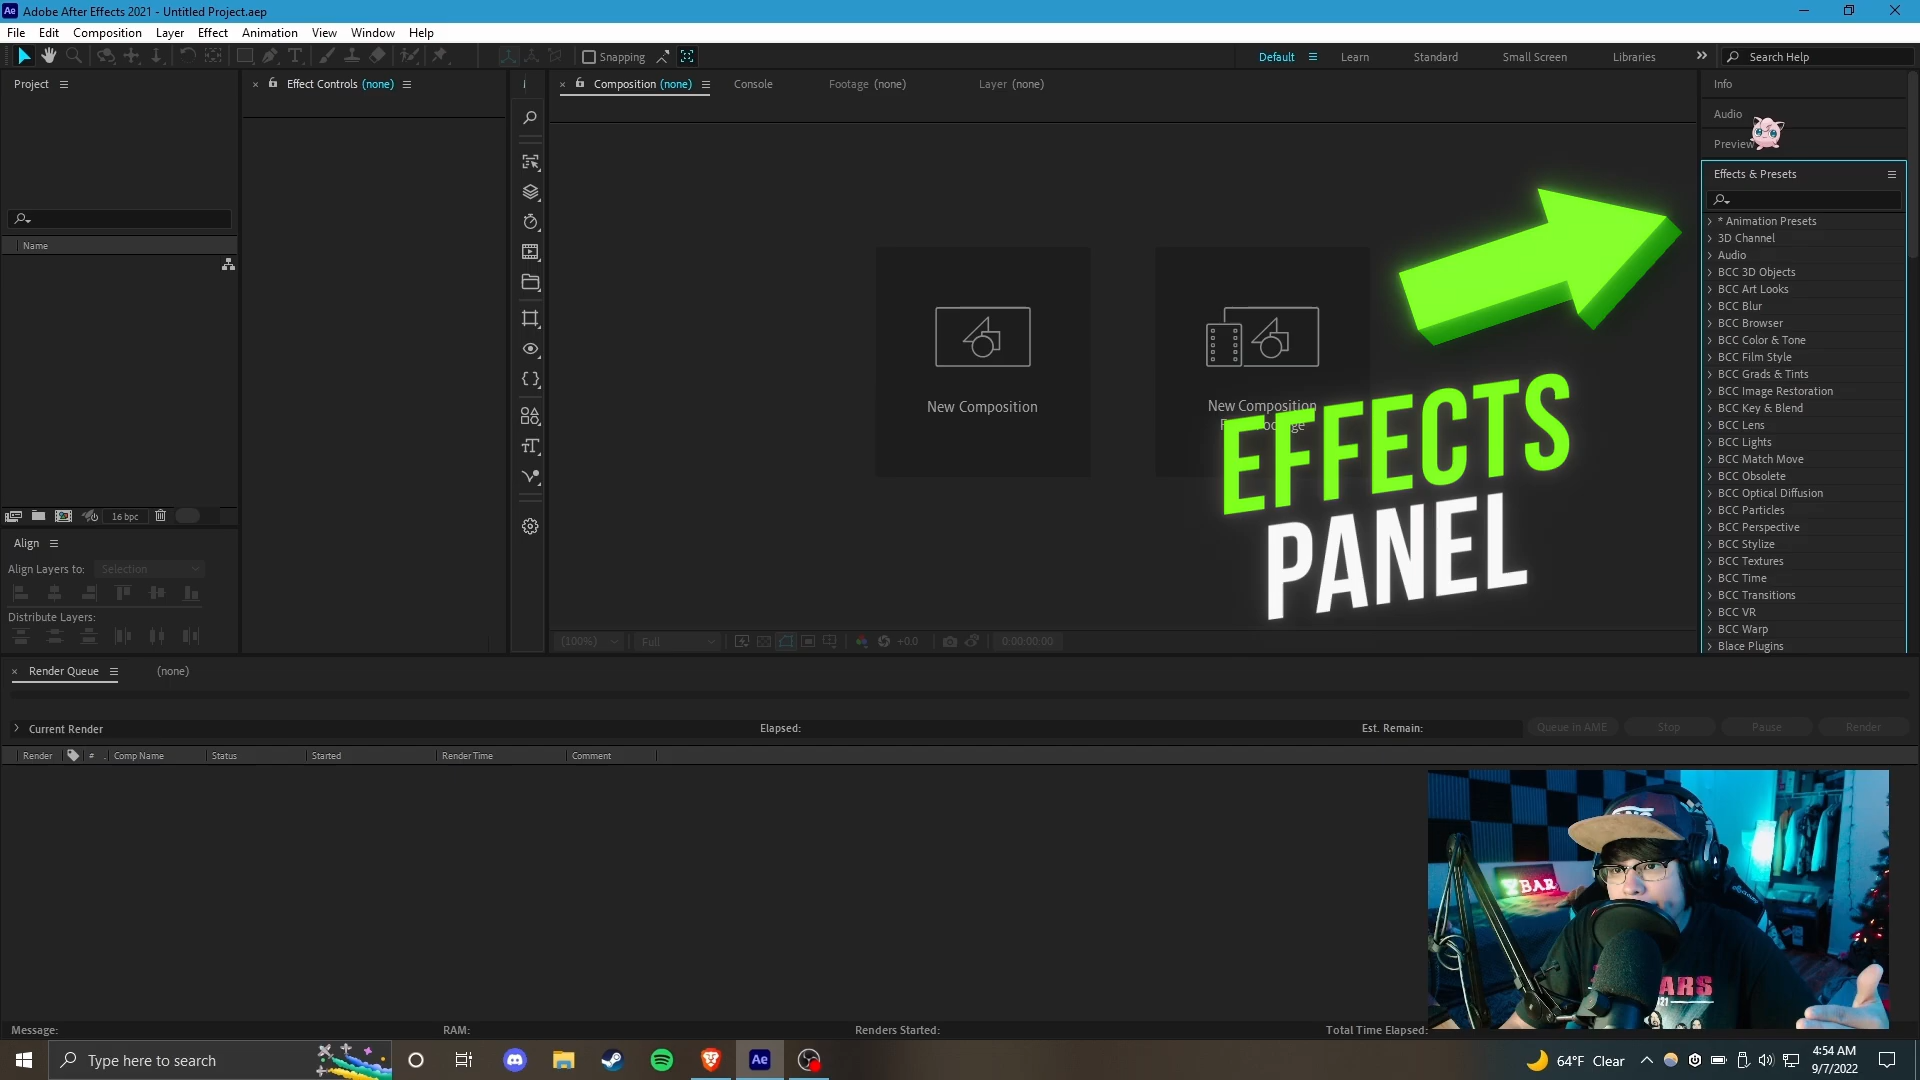 Ae Adobe After Effects 2021 - Untitled Project.aep
File Edit Composition Layer Effect Animation View Window Help
Snapping
Default Learn Standard Small Screen Libraries
Search Help
Project
Effect Controls (none)
Composition (none) Console Footage (none) Layer (none)
Info
Audio
Preview
Effects & Presets
* Animation Presets
3D Channel
Audio
BCC 3D Objects
BCC Art Looks
BCC Blur
BCC Browser
BCC Color & Tone
BCC Film Style
BCC Grads & Tints
BCC Image Restoration
BCC Key & Blend
BCC Lens
BCC Lights
BCC Match Move
BCC Obsolete
BCC Optical Diffusion
BCC Particles
BCC Perspective
BCC Stylize
BCC Textures
BCC Time
BCC Transitions
BCC VR
BCC Warp
Blace Plugins
Name
New Composition
New Composition
EFFECTS
PANEL
16 bpc
Align
Align Layers to: Selection
Distribute Layers:
(100%) Full +0.0 0:00:00:00
Render Queue (none)
Current Render Elapsed: Est. Remain: Queue in AME Stop Pause Render
Render # Comp Name Status Started Render Time Comment
BAR
Message: RAM: Renders Started: Total Time Elapsed:
Type here to search
Ae
64°F Clear
4:54 AM
9/7/2022